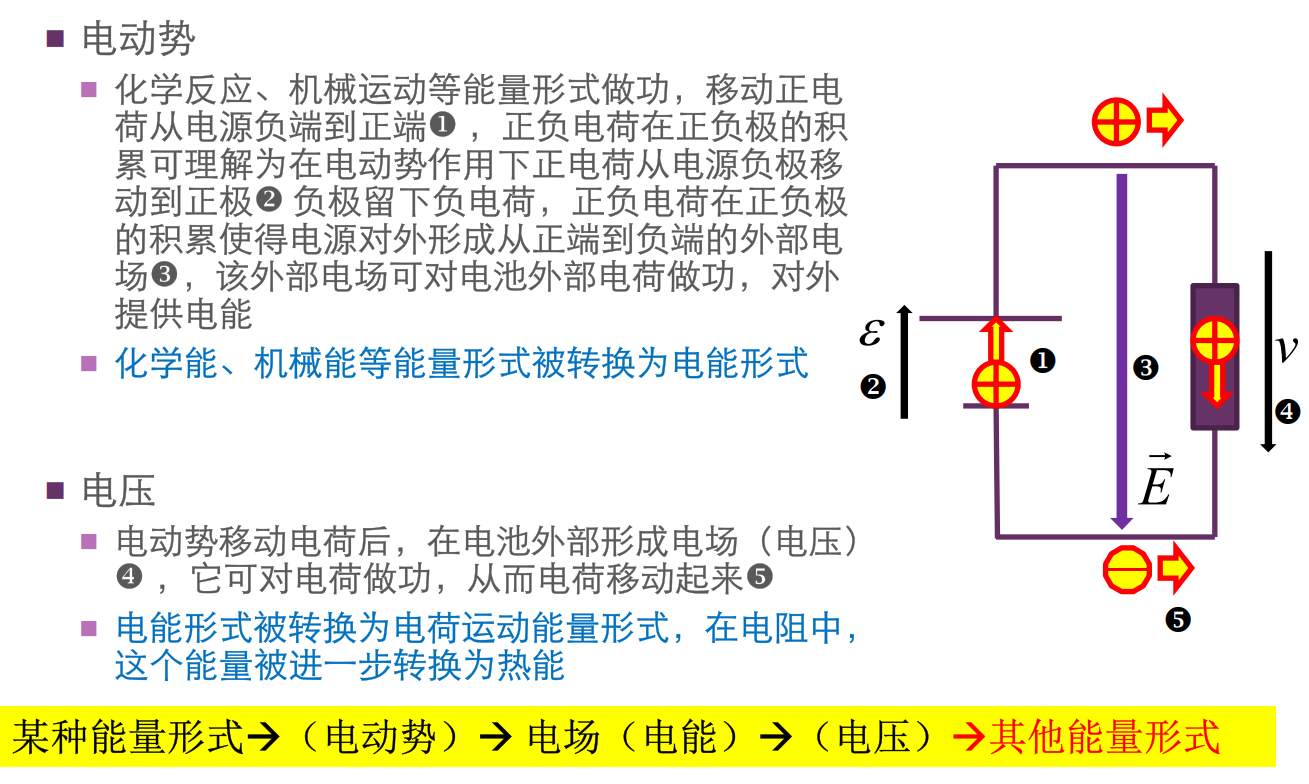 电动势
化学反应、机械运动等能量形式做功，移动正电
荷从电源负端到正端❶，正负电荷在正负极的积
累可理解为在电动势作用下正电荷从电源负极移
动到正极❷ 负极留下负电荷，正负电荷在正负极
的积累使得电源对外形成从正端到负端的外部电
场❸，该外部电场可对电池外部电荷做功，对外
提供电能
化学能、机械能等能量形式被转换为电能形式
电压
电动势移动电荷后，在电池外部形成电场（电压）
❹，它可对电荷做功，从而电荷移动起来❺
电能形式被转换为电荷运动能量形式，在电阻中，
这个能量被进一步转换为热能
某种能量形式→（电动势）→ 电场（电能）→（电压）→其他能量形式
ε
❷
❶
❸
E
v
❹
❺